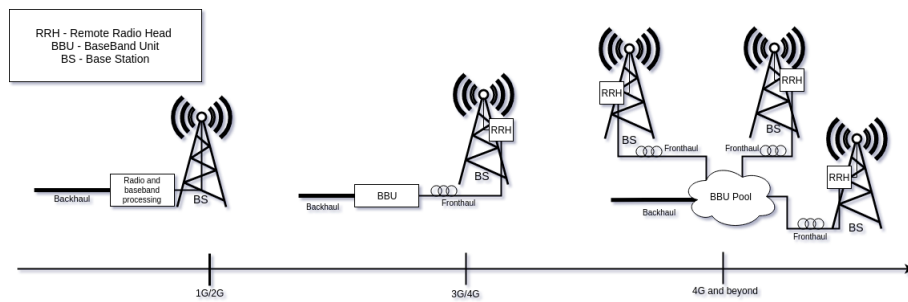 RRH - Remote Radio Head
BBU - BaseBand Unit
BS - Base Station
Radio and
baseband
processing
Backhaul
BS
RRH
BS
BBU
Backhaul
Fronthaul
RRH
BS
Fronthaul
RRH
BS
Fronthaul
RRH
BS
Fronthaul
BBU Pool
Backhaul
1G/2G
3G/4G
4G and beyond